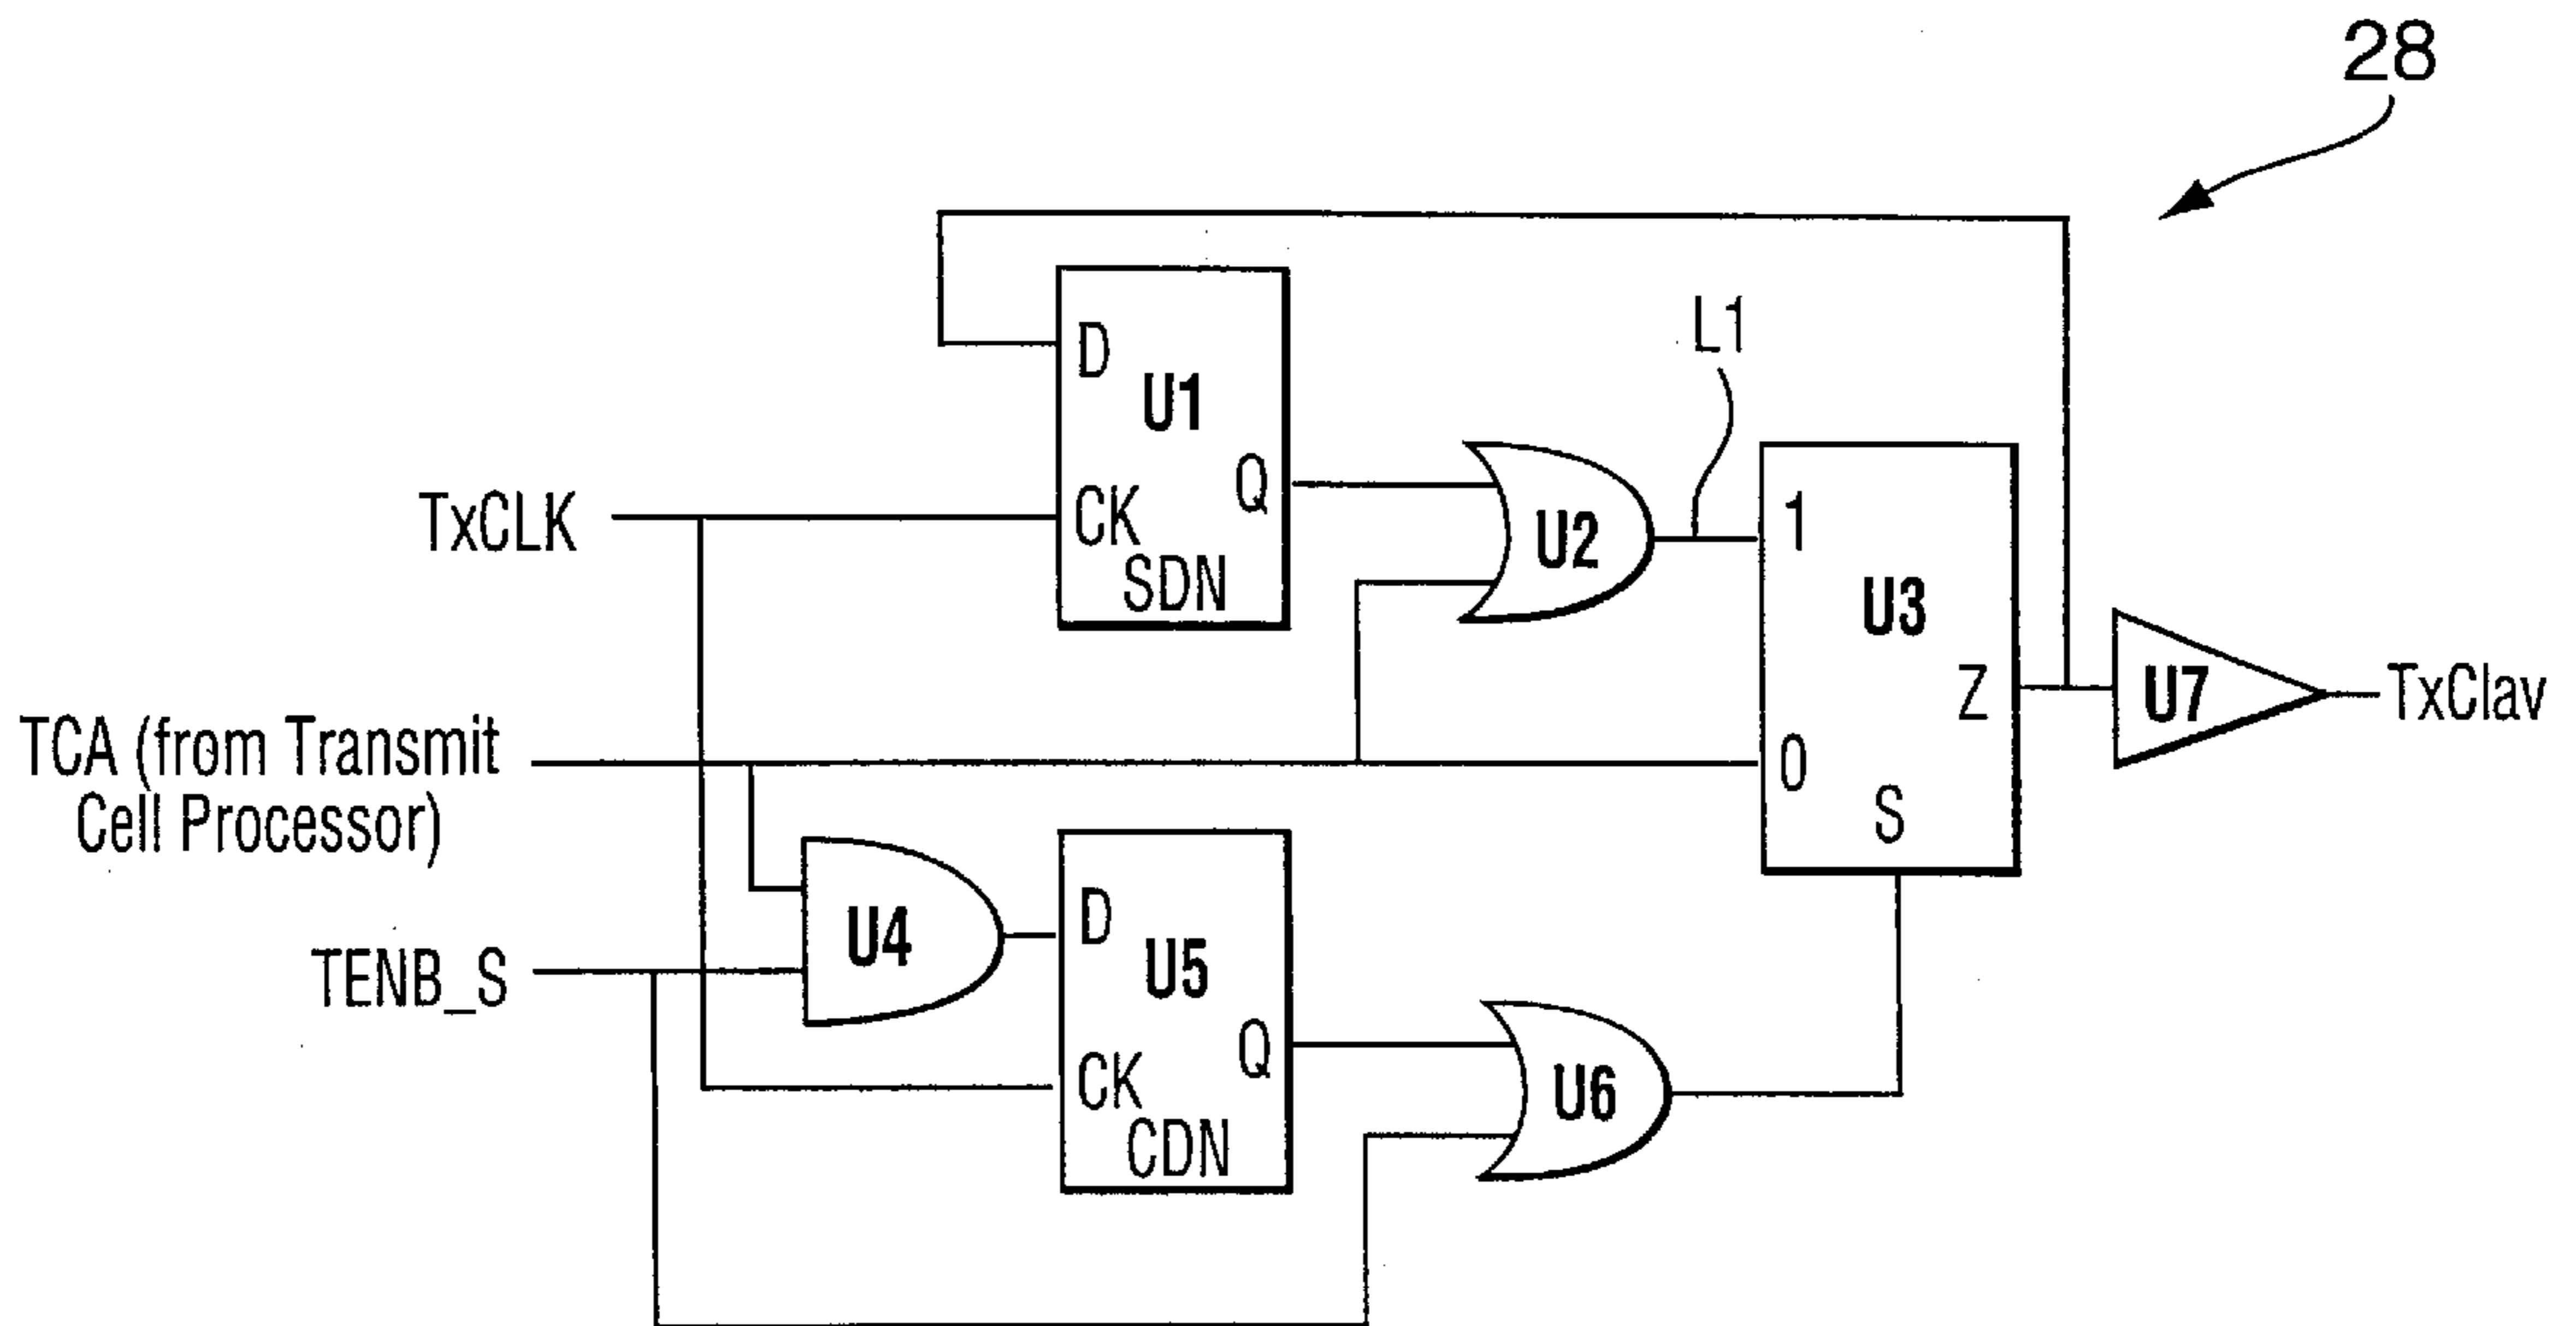 28
L1
D
U1
Q
CK
SDN
TxCLK
U2
1
U3
Z
0
S
U7
TxClav
TCA (from Transmit
Cell Processor)
U4
TENB_S
D
U5
Q
CK
CDN
U6